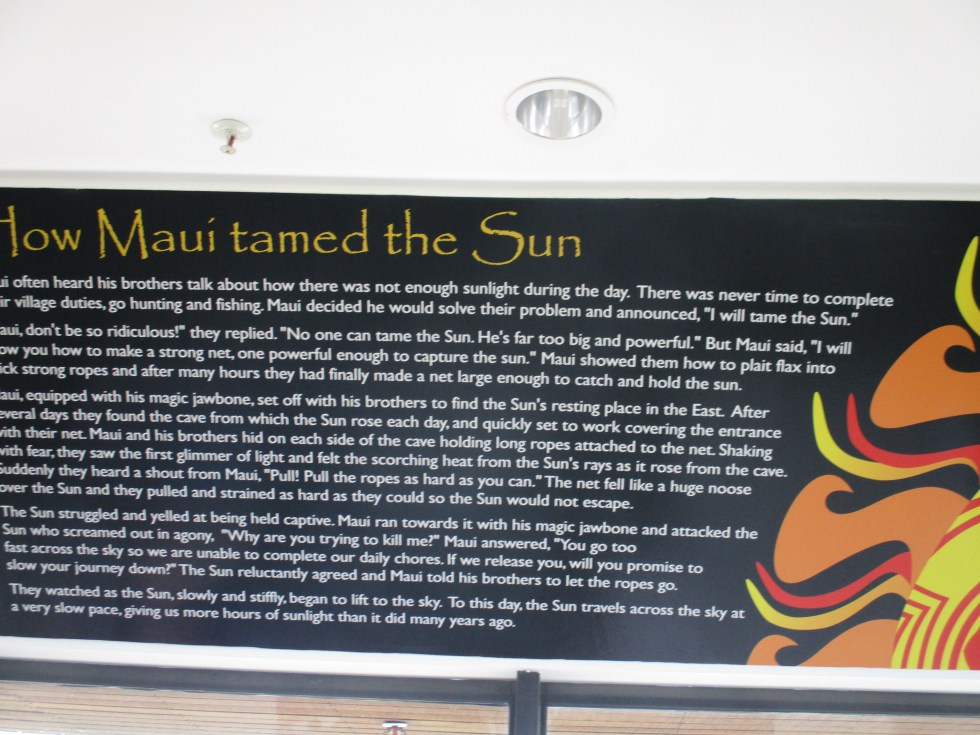 How Maui tamed the Sun
ui often heard his brothers talk about how there was not enough sunlight during the day. There was never time to complete
ir village duties, go hunting and fishing. Maui decided he would solve their problem and announced, "I will tame the Sun."
aui, don't be so ridiculous!" they replied. "No one can tame the Sun. He's far too big and powerful." But Maui said, "I will
ow you how to make a strong net, one powerful enough to capture the sun." Maui showed them how to plait flax into
ick strong ropes and after many hours they had finally made a net large enough to catch and hold the sun.
aui, equipped with his magic jawbone, set off with his brothers to find the Sun's resting place in the East. After
everal days they found the cave from which the Sun rose each day, and quickly set to work covering the entrance
with their net. Maui and his brothers hid on each side of the cave holding long ropes attached to the net. Shaking
with fear, they saw the first glimmer of light and felt the scorching heat from the Sun's rays as it rose from the cave.
Suddenly they heard a shout from Maui, "Pull! Pull the ropes as hard as you can." The net fell like a huge noose
over the Sun and they pulled and strained as hard as they could so the Sun would not escape.
The Sun struggled and yelled at being held captive. Maui ran towards it with his magic jawbone and attacked the
Sun who screamed out in agony, "Why are you trying to kill me?" Maui answered, "You go too
fast across the sky so we are unable to complete our daily chores. If we release you, will you promise to
slow your journey down?" The Sun reluctantly agreed and Maui told his brothers to let the ropes go.
They watched as the Sun, slowly and stiffly, began to lift to the sky. To this day, the Sun travels across the sky at
a very slow pace, giving us more hours of sunlight than it did many years ago.